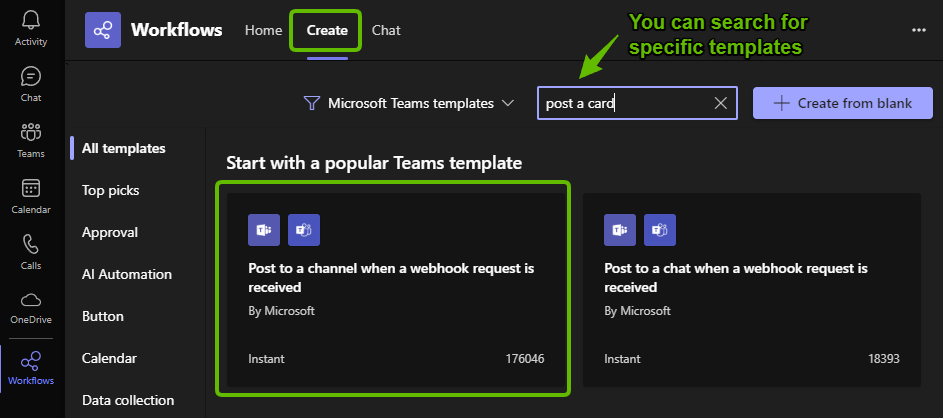 Activity
Chat
Teams
Calendar
Calls
OneDrive
Workflows
Workflows
Home
Create
Chat
You can search for
specific templates
Microsoft Teams templates
post a card
Create from blank
All templates
Top picks
Approval
AI Automation
Button
Calendar
Data collection
Start with a popular Teams template
Post to a channel when a webhook request is
received
By Microsoft
Instant
176046
Post to a chat when a webhook request is
received
By Microsoft
Instant
18393